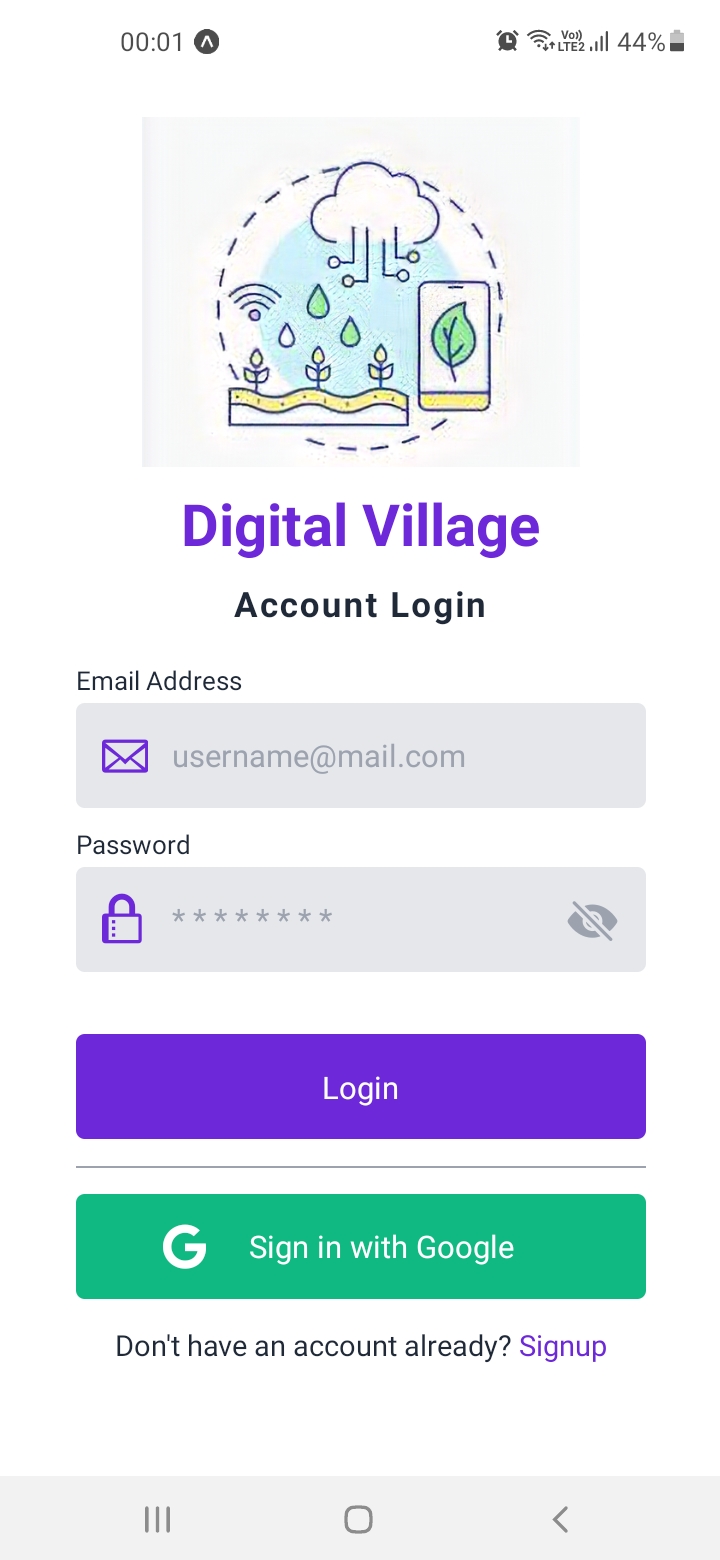 00:01 Vo)) LTE2 44%
Digital Village
Account Login
Email Address
username@mail.com
Password
********
Login
Sign in with Google
Don't have an account already? Signup